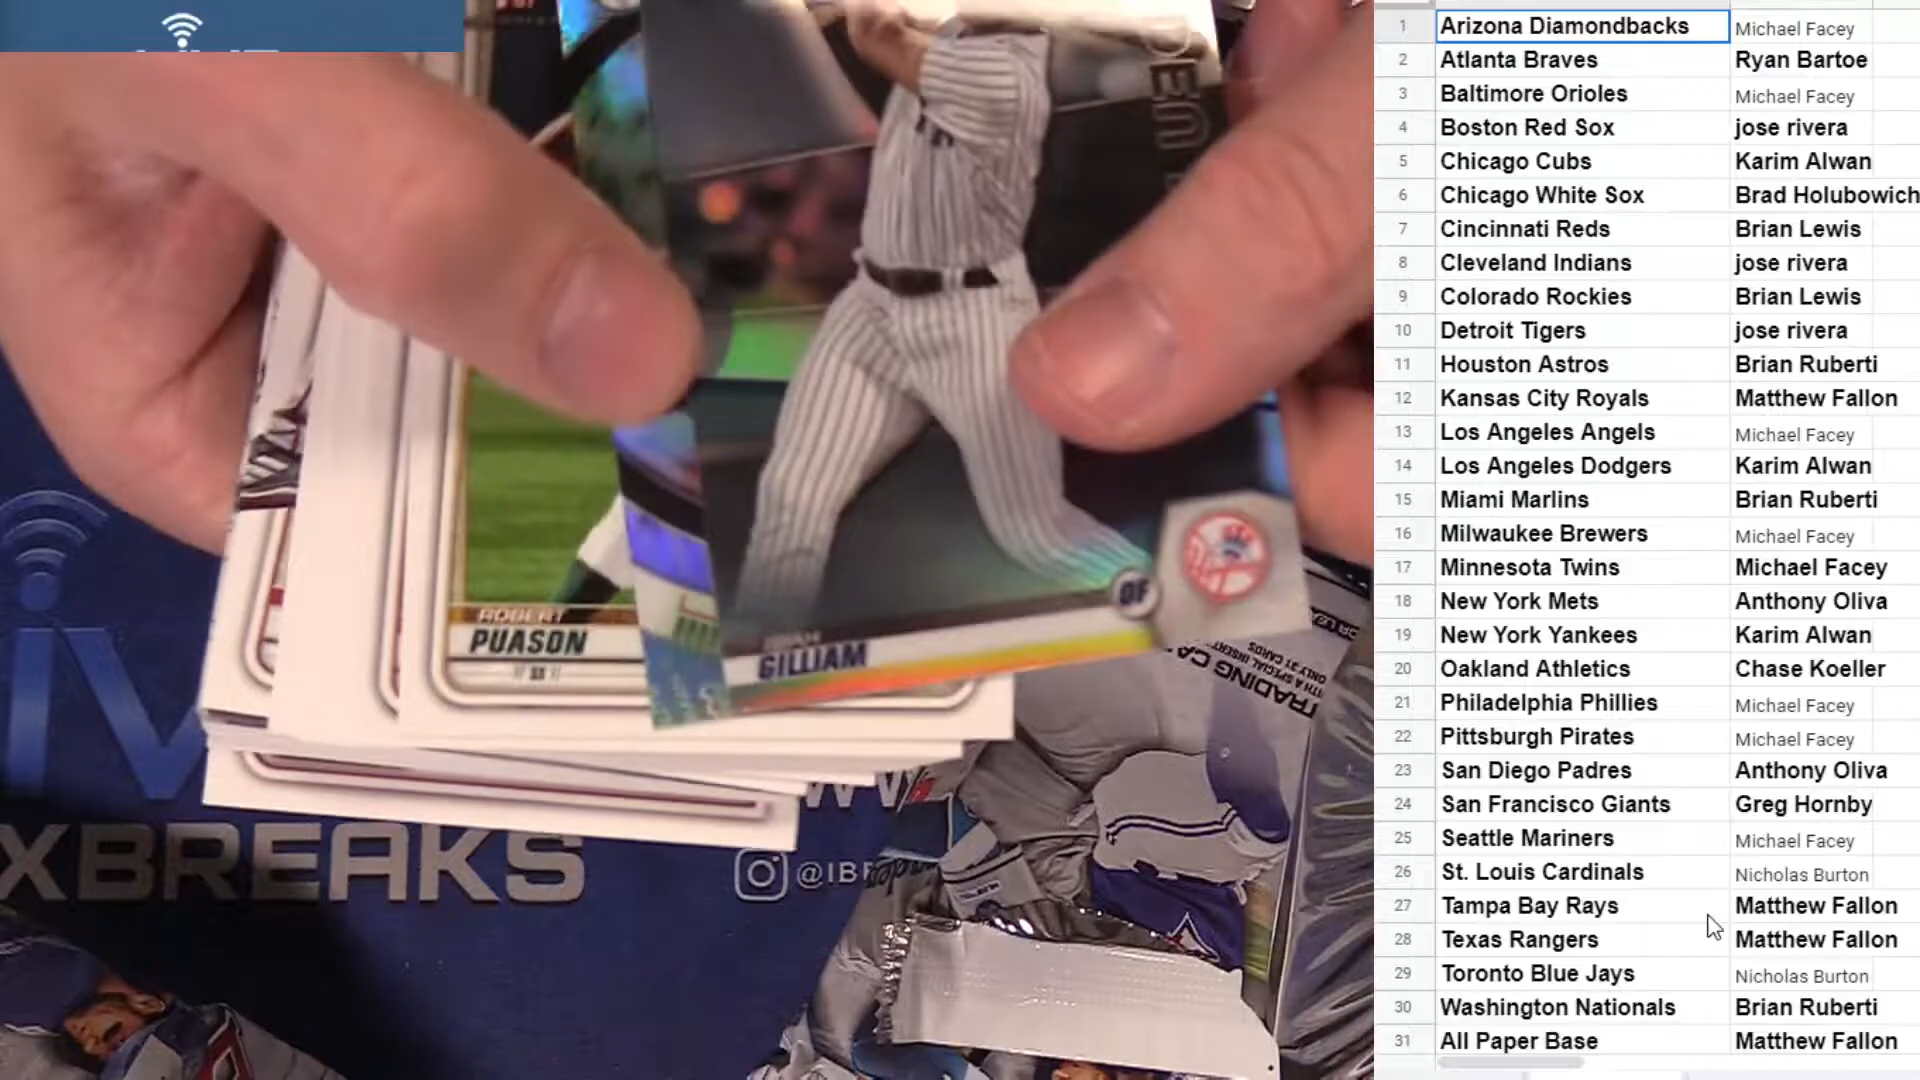 1 Arizona Diamondbacks Michael Facey
2 Atlanta Braves Ryan Bartoe
3 Baltimore Orioles Michael Facey
4 Boston Red Sox jose rivera
5 Chicago Cubs Karim Alwan
6 Chicago White Sox Brad Holubowich
7 Cincinnati Reds Brian Lewis
8 Cleveland Indians jose rivera
9 Colorado Rockies Brian Lewis
10 Detroit Tigers jose rivera
11 Houston Astros Brian Ruberti
12 Kansas City Royals Matthew Fallon
13 Los Angeles Angels Michael Facey
14 Los Angeles Dodgers Karim Alwan
15 Miami Marlins Brian Ruberti
16 Milwaukee Brewers Michael Facey
17 Minnesota Twins Michael Facey
18 New York Mets Anthony Oliva
19 New York Yankees Karim Alwan
20 Oakland Athletics Chase Koeller
21 Philadelphia Phillies Michael Facey
22 Pittsburgh Pirates Michael Facey
23 San Diego Padres Anthony Oliva
24 San Francisco Giants Greg Hornby
25 Seattle Mariners Michael Facey
26 St. Louis Cardinals Nicholas Burton
27 Tampa Bay Rays Matthew Fallon
28 Texas Rangers Matthew Fallon
29 Toronto Blue Jays Nicholas Burton
30 Washington Nationals Brian Ruberti
31 All Paper Base Matthew Fallon
ROBERT
PUASON
SS
GILLIAM
OF
TRADING CA
ONLY 31 CARDS
XBREAKS
@IB